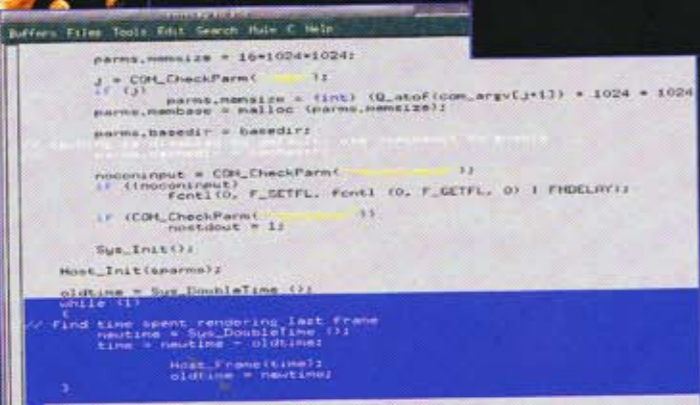 Buffers Files Tools Edit Search Mule C Help
parms.memsize = 16*1024*1024;
j = COM_CheckParm( );
if (j)
parms.memsize = (int) (Q_atof(com_argv[j+1]) * 1024 * 1024
parms.membase = malloc (parms.memsize);
parms.basedir = basedir;
noconinput = COM_CheckParm( );
if (!noconinput)
fcntl(0, F_SETFL, fcntl (0, F_GETFL, 0) | FNDELAY);
if (COM_CheckParm( ))
nostdout = 1;
Sys_Init();
Host_Init(&parms);
oldtime = Sys_DoubleTime ();
while (1)
{
// find time spent rendering last frame
newtime = Sys_DoubleTime ();
time = newtime - oldtime;
Host_Frame(time);
oldtime = newtime;
}